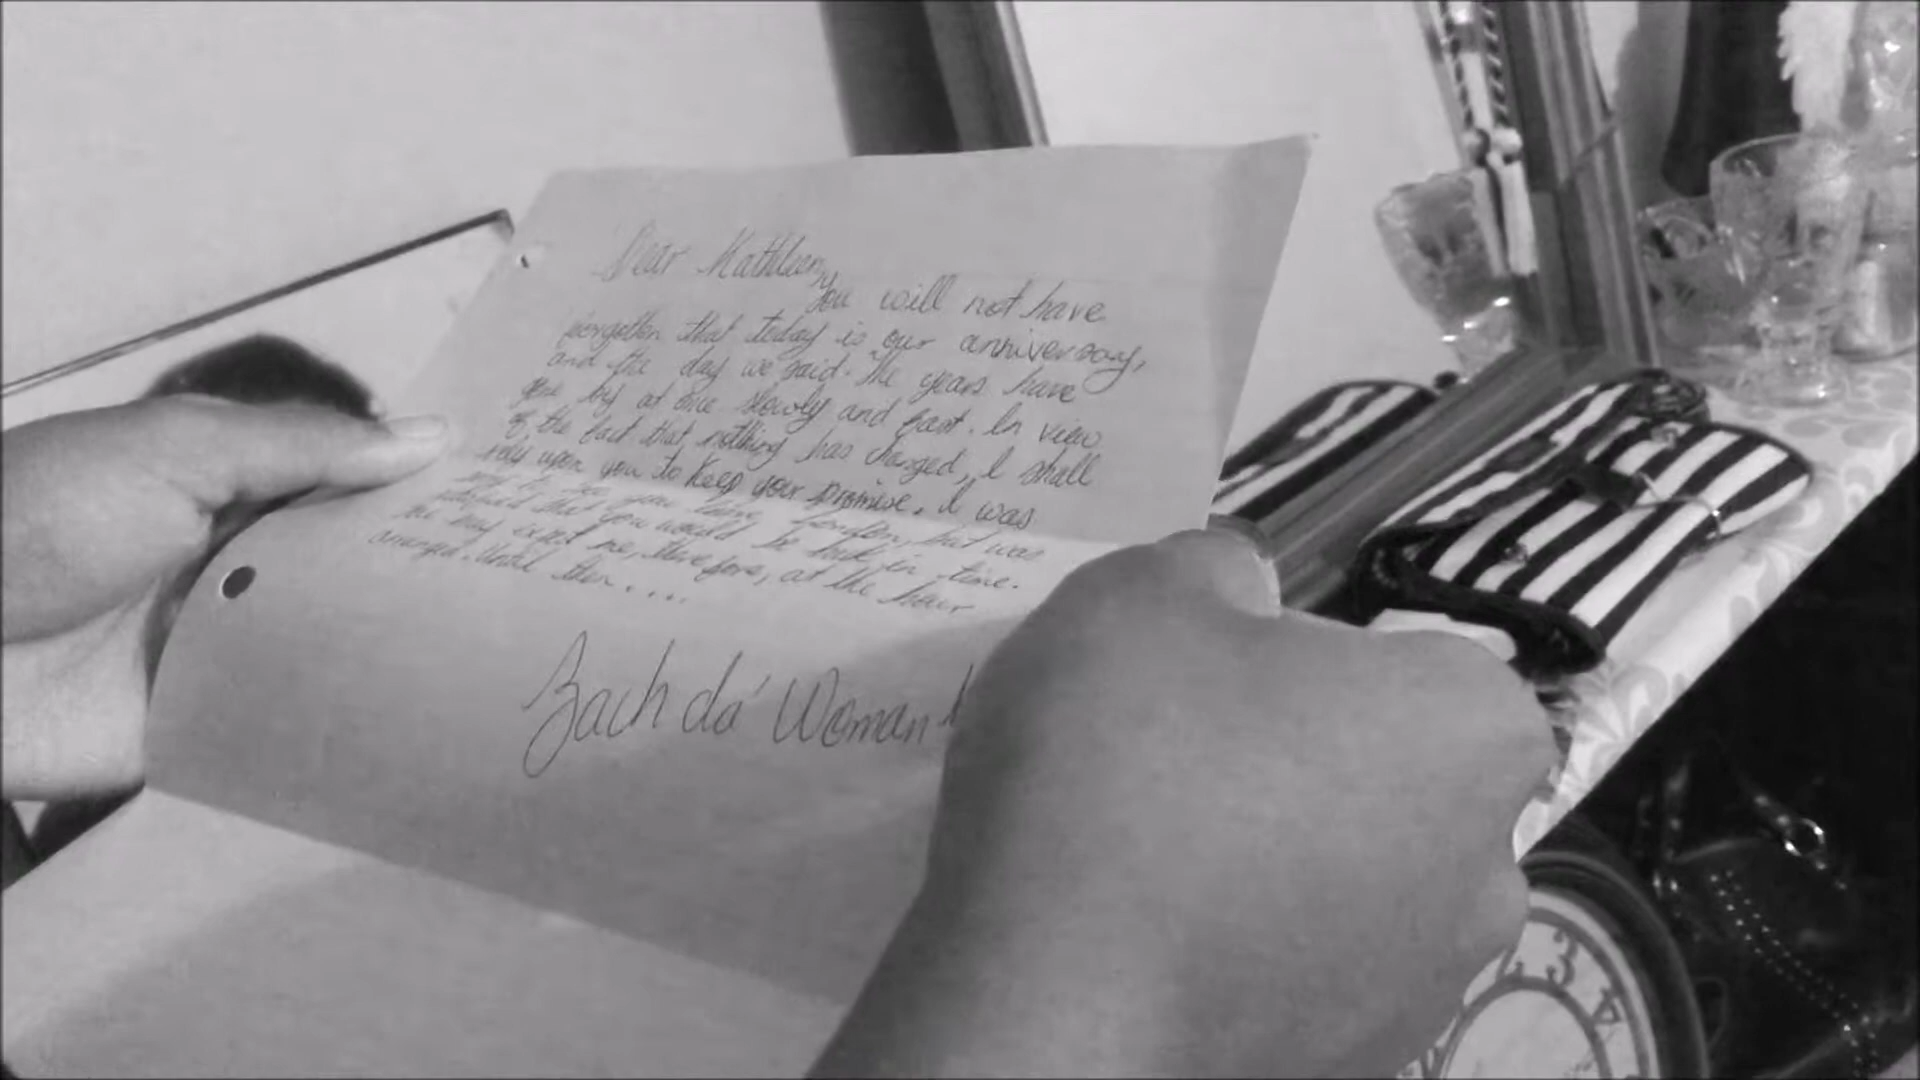 Dear Kathleen,
You will not have
forgotten that today is our anniversary,
and the day we said. The years have
gone by at once slowly and fast. In view
of the fact that nothing has changed, I shall
rely upon you to keep your promise. I was
to see you leave London, but was
satisfied that you would be back in time.
me, therefore, at the hour
arranged. Until then....
Zach da' Woman